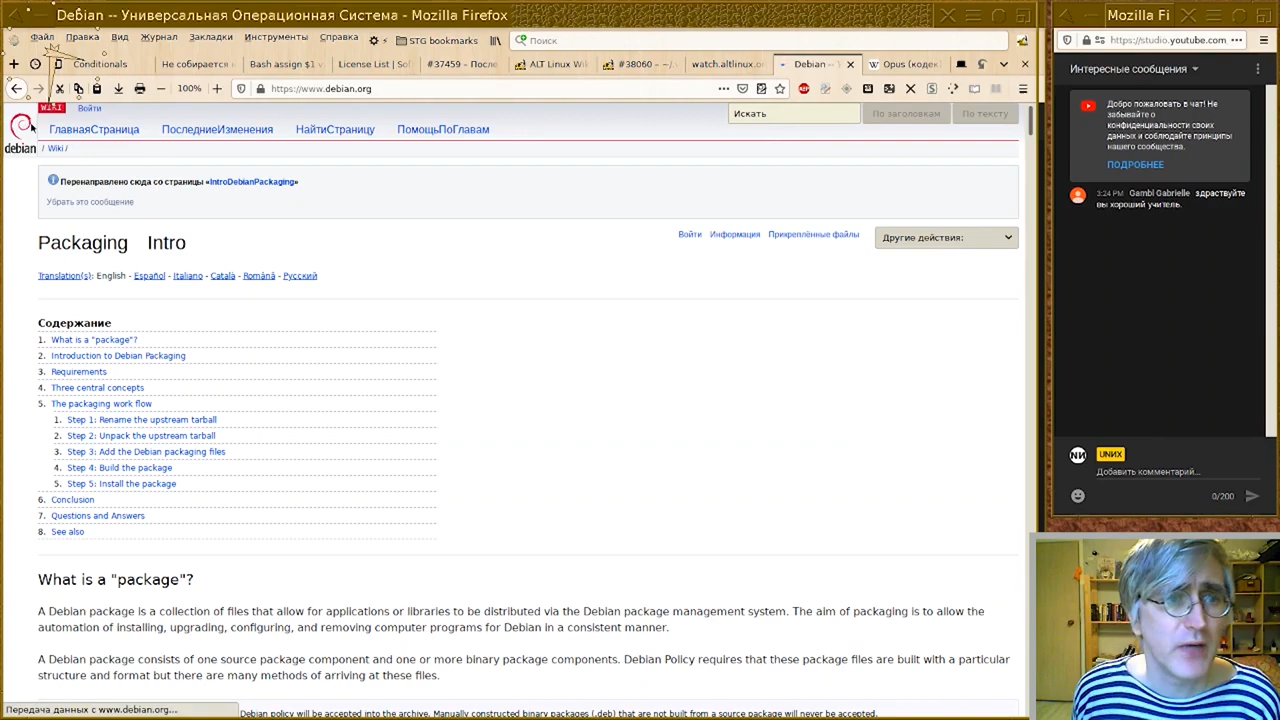 Debian -- Универсальная Операционная Система - Mozilla Firefox
Файл Правка Вид Журнал Закладки Инструменты Справка
STG bookmarks
Поиск
Conditionals
Не собирается
Bash assign $1 v
License List | Sol
#37459 – После
ALT Linux Wik
#38060 – ~/
watch.altlinux.o
Debian --
Opus (кодек
100%
https://www.debian.org
WIKI
Войти
debian
ГлавнаяСтраница ПоследниеИзменения НайтиСтраницу ПомощьПоГлавам
Искать
По заголовкам
По тексту
/ Wiki /
Перенаправлено сюда со страницы «IntroDebianPackaging»
Убрать это сообщение
Packaging Intro
Войти Информация Прикреплённые файлы
Другие действия:
Translation(s): English - Español - Italiano - Català - Română - Русский
Содержание
1. What is a "package"?
2. Introduction to Debian Packaging
3. Requirements
4. Three central concepts
5. The packaging work flow
1. Step 1: Rename the upstream tarball
2. Step 2: Unpack the upstream tarball
3. Step 3: Add the Debian packaging files
4. Step 4: Build the package
5. Step 5: Install the package
6. Conclusion
7. Questions and Answers
8. See also
What is a "package"?
A Debian package is a collection of files that allow for applications or libraries to be distributed via the Debian package management system. The aim of packaging is to allow the
automation of installing, upgrading, configuring, and removing computer programs for Debian in a consistent manner.
A Debian package consists of one source package component and one or more binary package components. Debian Policy requires that these package files are built with a particular
structure and format but there are many methods of arriving at these files.
Передача данных с www.debian.org...
Debian policy will be accepted into the archive. Manually constructed binary packages (.deb) that are not built from a source package will never be accepted.
Mozilla Fi
https://studio.youtube.com
Интересные сообщения
Добро пожаловать в чат! Не
забывайте о
конфиденциальности своих
данных и соблюдайте принципы
нашего сообщества.
ПОДРОБНЕЕ
3:24 PM Gambl Gabrielle здраствуйте
вы хороший учитель.
UNИX
Добавить комментарий...
0/200